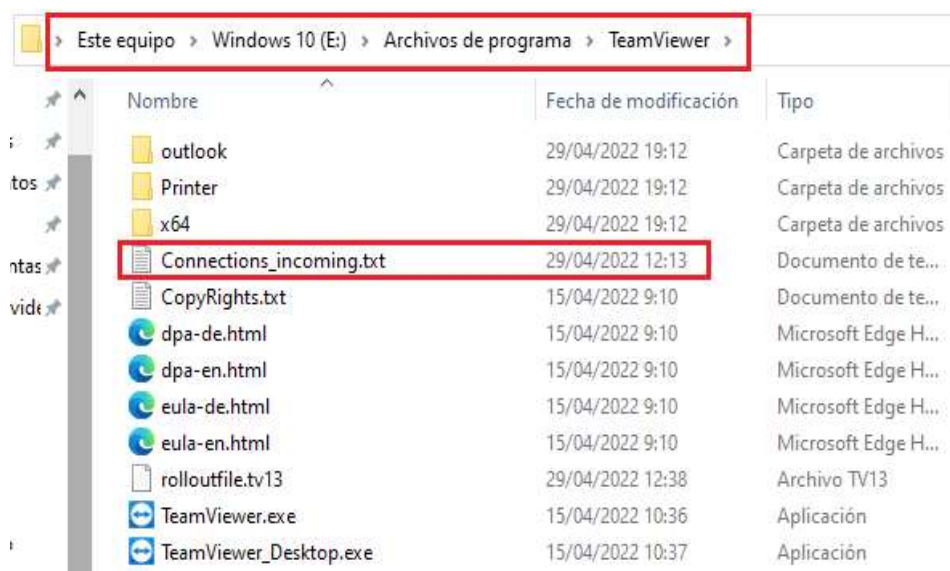 > Este equipo > Windows 10 (E:) > Archivos de programa > TeamViewer >
Nombre Fecha de modificación Tipo
outlook 29/04/2022 19:12 Carpeta de archivos
tos Printer 29/04/2022 19:12 Carpeta de archivos
x64 29/04/2022 19:12 Carpeta de archivos
ntas Connections_incoming.txt 29/04/2022 12:13 Documento de te...
vide CopyRights.txt 15/04/2022 9:10 Documento de te...
dpa-de.html 15/04/2022 9:10 Microsoft Edge H...
dpa-en.html 15/04/2022 9:10 Microsoft Edge H...
eula-de.html 15/04/2022 9:10 Microsoft Edge H...
eula-en.html 15/04/2022 9:10 Microsoft Edge H...
rolloutfile.tv13 29/04/2022 12:38 Archivo TV13
TeamViewer.exe 15/04/2022 10:36 Aplicación
TeamViewer_Desktop.exe 15/04/2022 10:37 Aplicación